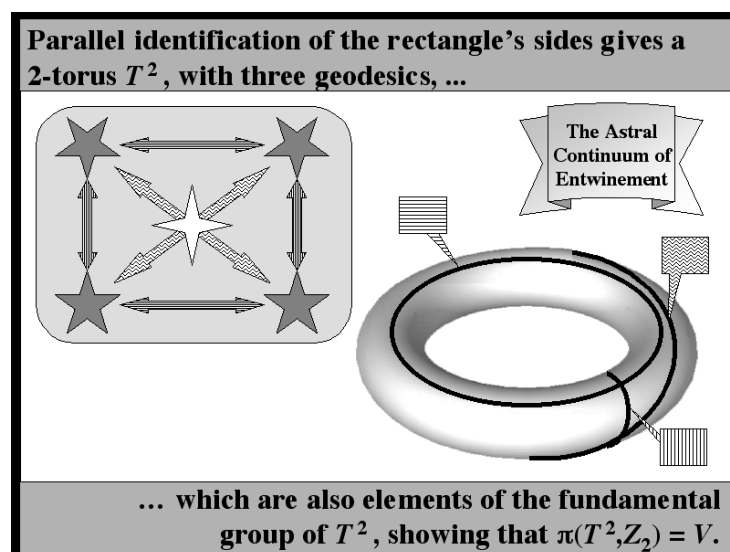 Parallel identification of the rectangle’s sides gives a
2-torus T², with three geodesics, ...
The Astral
Continuum of
Entwinement
... which are also elements of the fundamental
group of T², showing that π(T²,Z₂) = V.